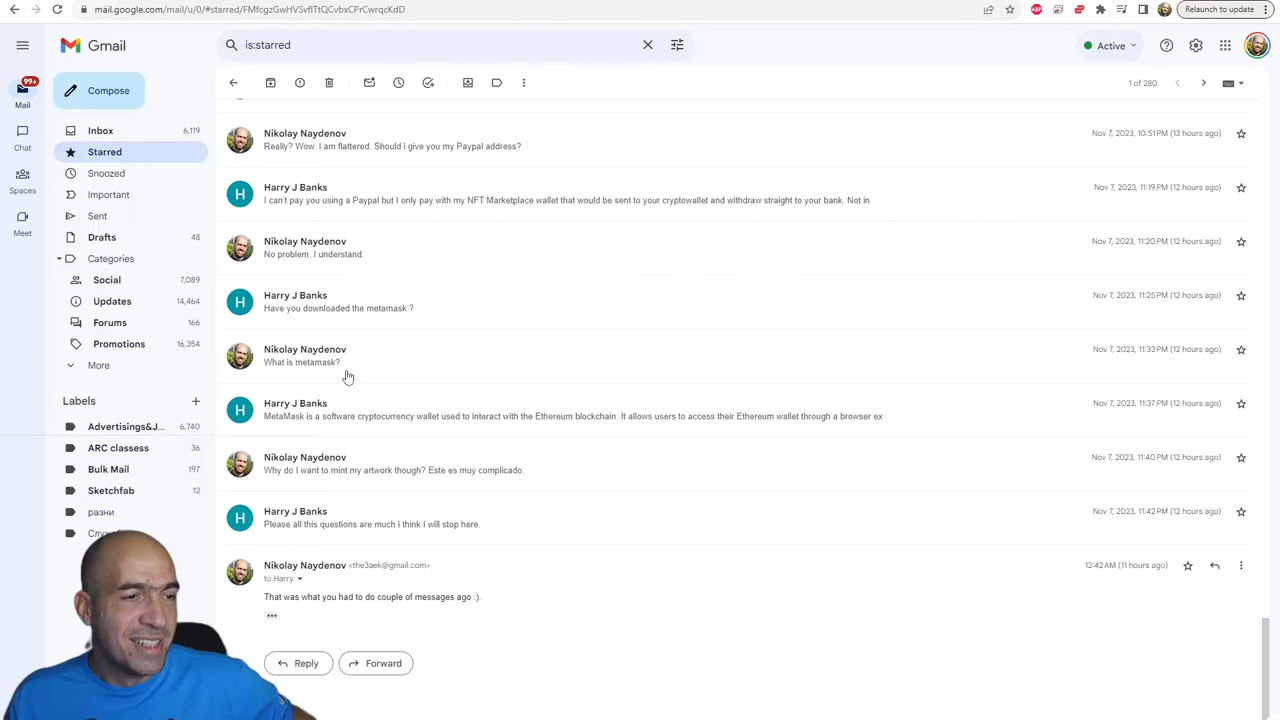 mail.google.com/mail/u/0/#starred/FMfcgzGwHVSvflTtQCvbxCPrCwrqcKdD
Relaunch to update
Gmail
is:starred
Active
99+
Mail
Compose
1 of 280
Chat
Spaces
Meet
Inbox 6,119
Starred
Snoozed
Important
Sent
Drafts 48
Categories
Social 7,089
Updates 14,464
Forums 166
Promotions 16,354
More
Labels
Advertisings&J... 6,740
ARC classess 36
Bulk Mail 197
Sketchfab 12
разни
Nikolay Naydenov Nov 7, 2023, 10:51 PM (13 hours ago)
Really? Wow. I am flattered. Should i give you my Paypal address?
Harry J Banks Nov 7, 2023, 11:19 PM (12 hours ago)
I can't pay you using a Paypal but I only pay with my NFT Marketplace wallet that would be sent to your cryptowallet and withdraw straight to your bank. Not in
Nikolay Naydenov Nov 7, 2023, 11:20 PM (12 hours ago)
No problem, I understand.
Harry J Banks Nov 7, 2023, 11:25 PM (12 hours ago)
Have you downloaded the metamask ?
Nikolay Naydenov Nov 7, 2023, 11:33 PM (12 hours ago)
What is metamask?
Harry J Banks Nov 7, 2023, 11:37 PM (12 hours ago)
MetaMask is a software cryptocurrency wallet used to interact with the Ethereum blockchain. It allows users to access their Ethereum wallet through a browser ex
Nikolay Naydenov Nov 7, 2023, 11:40 PM (12 hours ago)
Why do I want to mint my artwork though? Este es muy complicado.
Harry J Banks Nov 7, 2023, 11:42 PM (12 hours ago)
Please all this questions are much i think I will stop here.
Nikolay Naydenov <the3aek@gmail.com> 12:42 AM (11 hours ago)
to Harry
That was what you had to do couple of messages ago :).
Reply
Forward
H
H
H
H